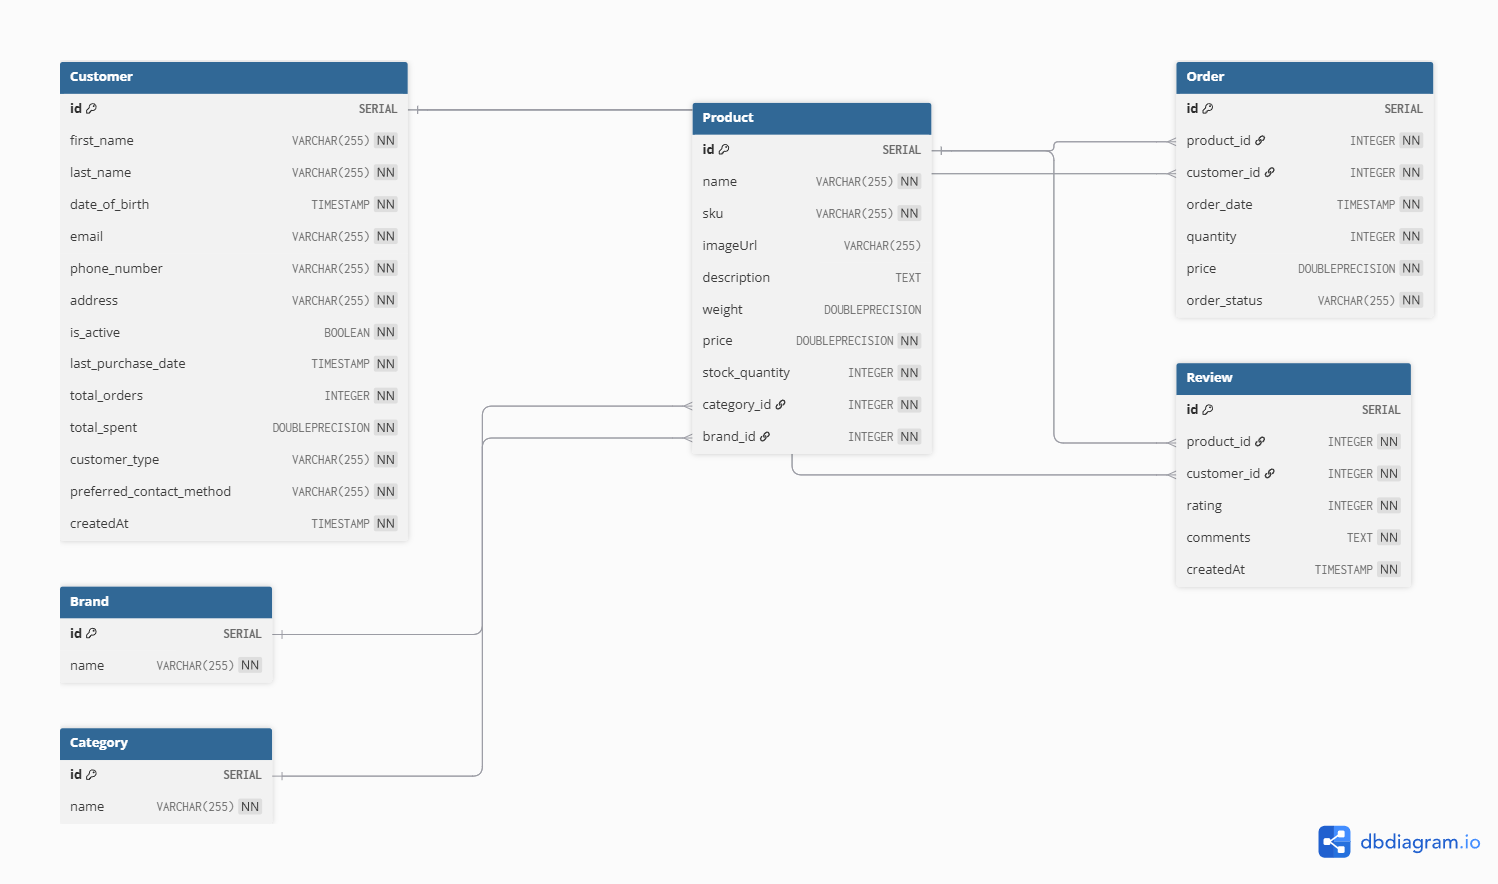 Customer
id SERIAL
first_name VARCHAR(255) NN
last_name VARCHAR(255) NN
date_of_birth TIMESTAMP NN
email VARCHAR(255) NN
phone_number VARCHAR(255) NN
address VARCHAR(255) NN
is_active BOOLEAN NN
last_purchase_date TIMESTAMP NN
total_orders INTEGER NN
total_spent DOUBLEPRECISION NN
customer_type VARCHAR(255) NN
preferred_contact_method VARCHAR(255) NN
createdAt TIMESTAMP NN
Brand
id SERIAL
name VARCHAR(255) NN
Category
id SERIAL
name VARCHAR(255) NN
Product
id SERIAL
name VARCHAR(255) NN
sku VARCHAR(255) NN
imageUrl VARCHAR(255)
description TEXT
weight DOUBLEPRECISION
price DOUBLEPRECISION NN
stock_quantity INTEGER NN
category_id INTEGER NN
brand_id INTEGER NN
Order
id SERIAL
product_id INTEGER NN
customer_id INTEGER NN
order_date TIMESTAMP NN
quantity INTEGER NN
price DOUBLEPRECISION NN
order_status VARCHAR(255) NN
Review
id SERIAL
product_id INTEGER NN
customer_id INTEGER NN
rating INTEGER NN
comments TEXT NN
createdAt TIMESTAMP NN
dbdiagram.io